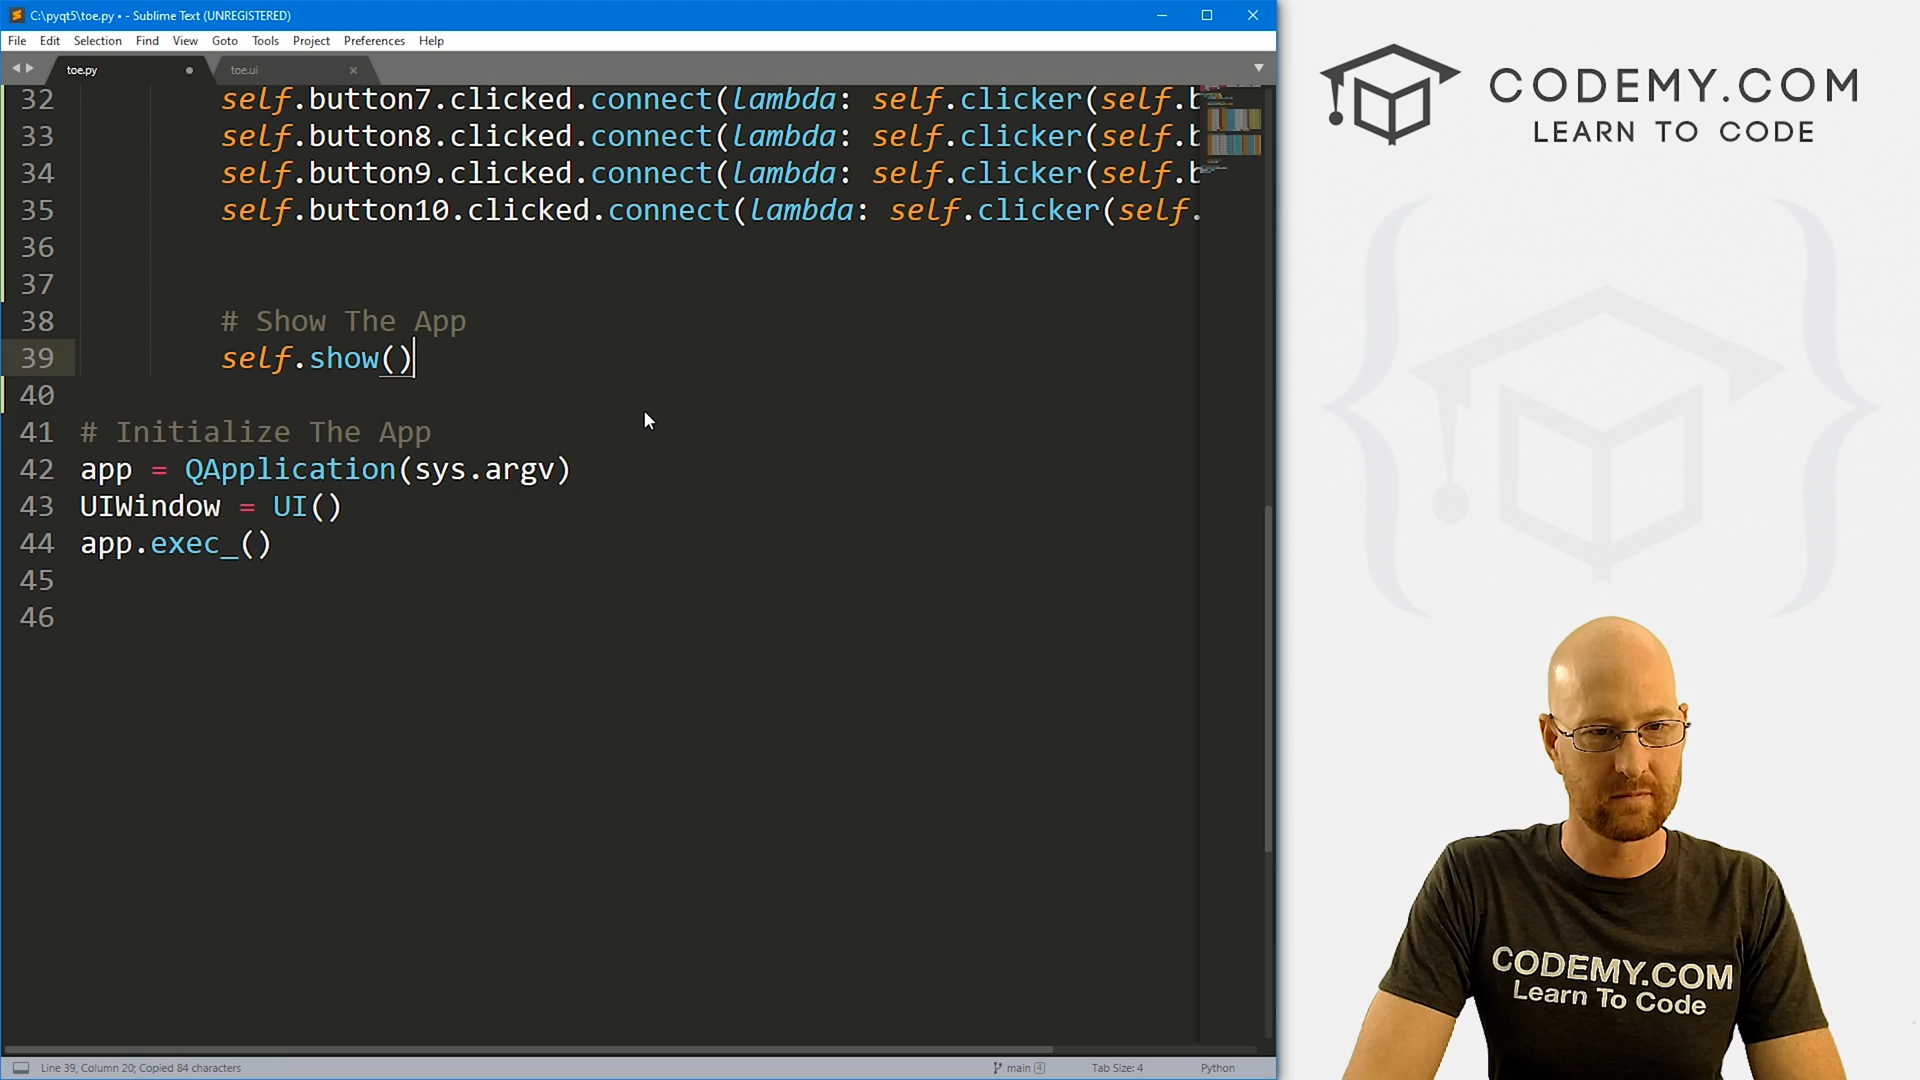 C:\pyqt5\toe.py • - Sublime Text (UNREGISTERED)
File Edit Selection Find View Goto Tools Project Preferences Help
toe.py
toe.ui
32 self.button7.clicked.connect(lambda: self.clicker(self.b
33 self.button8.clicked.connect(lambda: self.clicker(self.b
34 self.button9.clicked.connect(lambda: self.clicker(self.b
35 self.button10.clicked.connect(lambda: self.clicker(self.
36
37
38 # Show The App
39 self.show()
40
41 # Initialize The App
42 app = QApplication(sys.argv)
43 UIWindow = UI()
44 app.exec_()
45
46
Line 39, Column 20; Copied 84 characters
main 4
Tab Size: 4
Python
CODEMY.COM
LEARN TO CODE
CODEMY.COM
Learn To Code